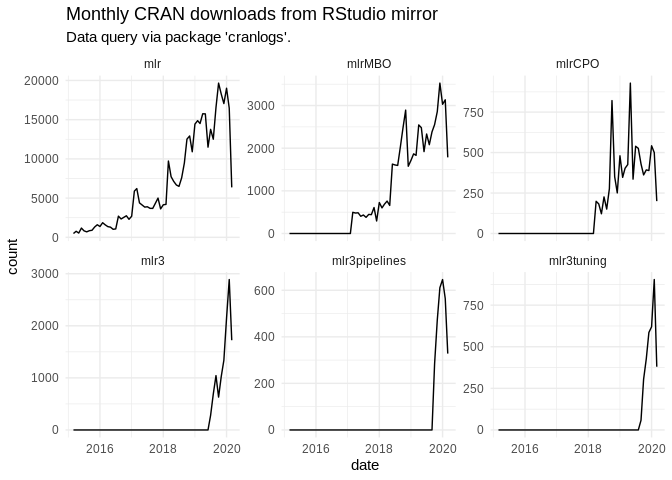 Monthly CRAN downloads from RStudio mirror
Data query via package 'cranlogs'.
mlr
mlrMBO
mlrCPO
20000
15000
10000
5000
0
3000
2000
1000
0
750
500
250
0
mlr3
mlr3pipelines
mlr3tuning
3000
2000
1000
0
600
400
200
0
750
500
250
0
2016 2018 2020
2016 2018 2020
2016 2018 2020
date
count